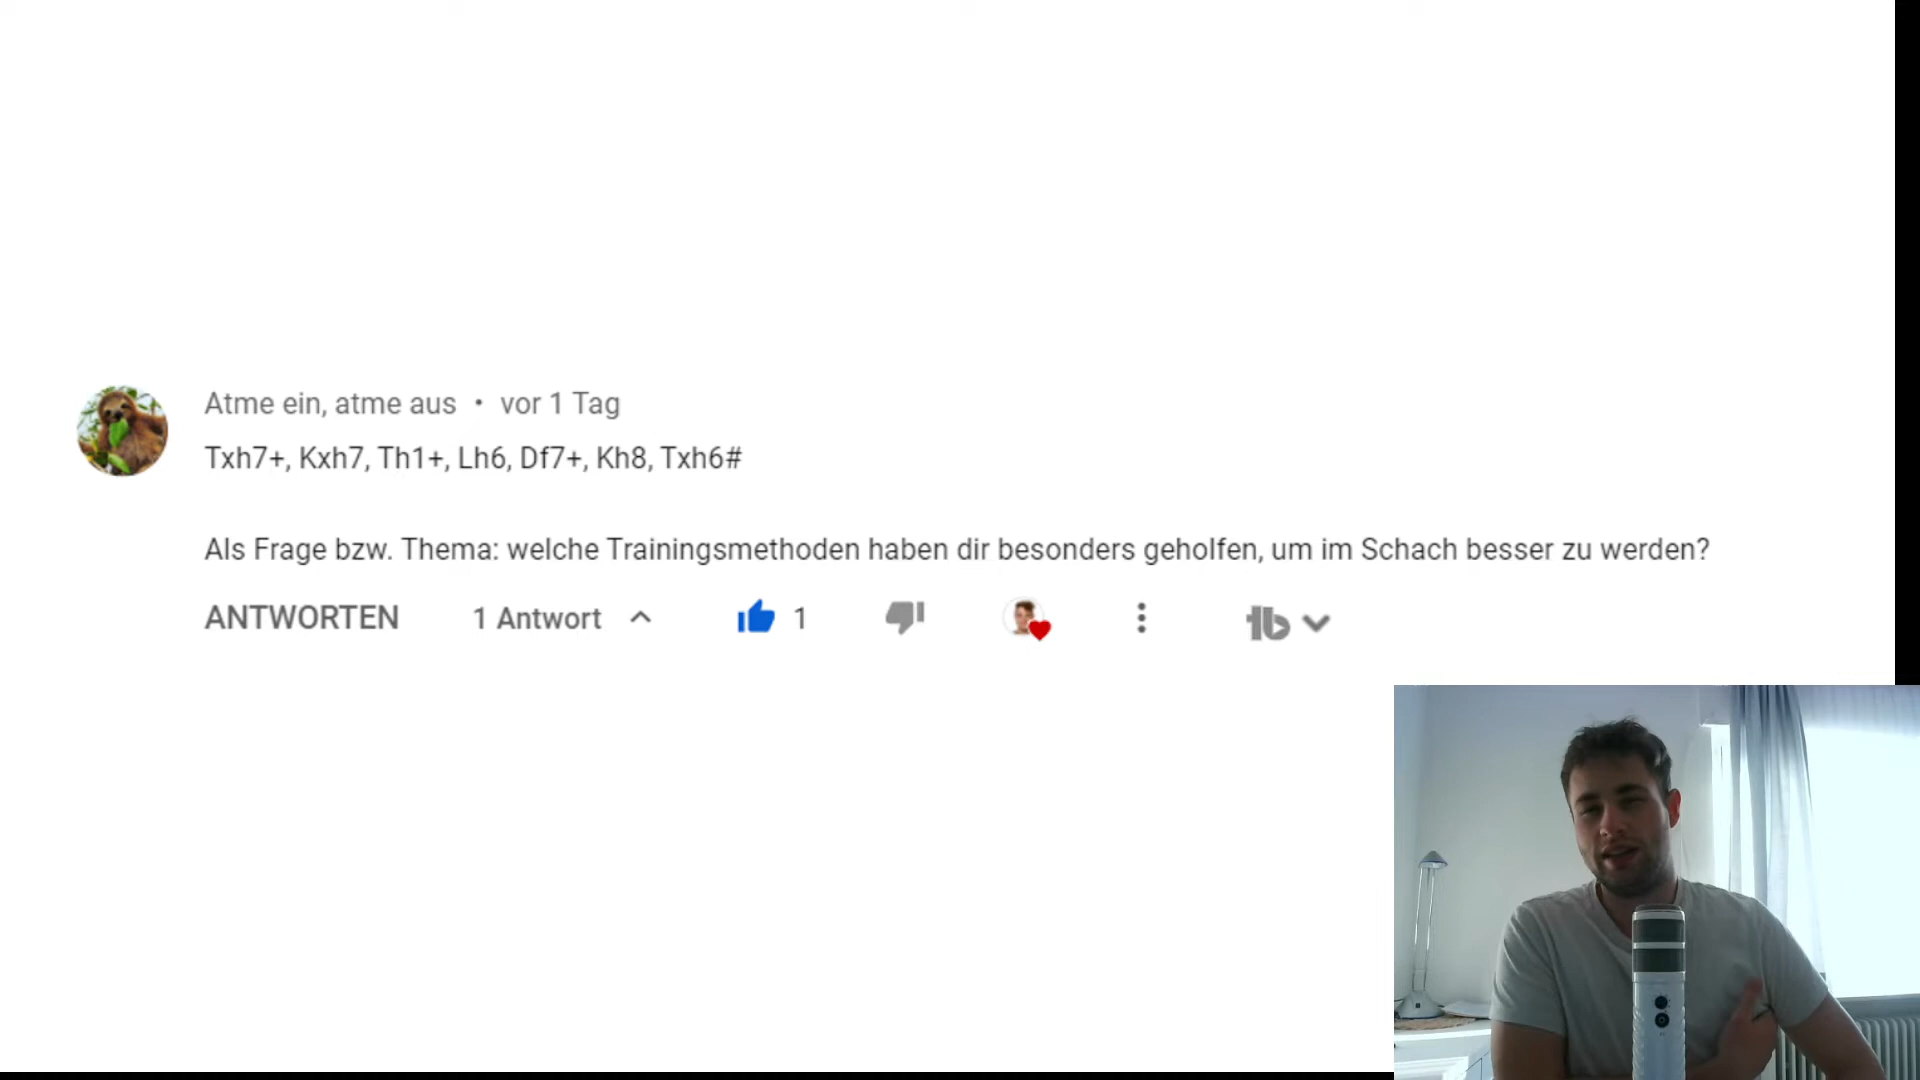 Atme ein, atme aus • vor 1 Tag
Txh7+, Kxh7, Th1+, Lh6, Df7+, Kh8, Txh6#
Als Frage bzw. Thema: welche Trainingsmethoden haben dir besonders geholfen, um im Schach besser zu werden?
ANTWORTEN 1 Antwort 1 tb